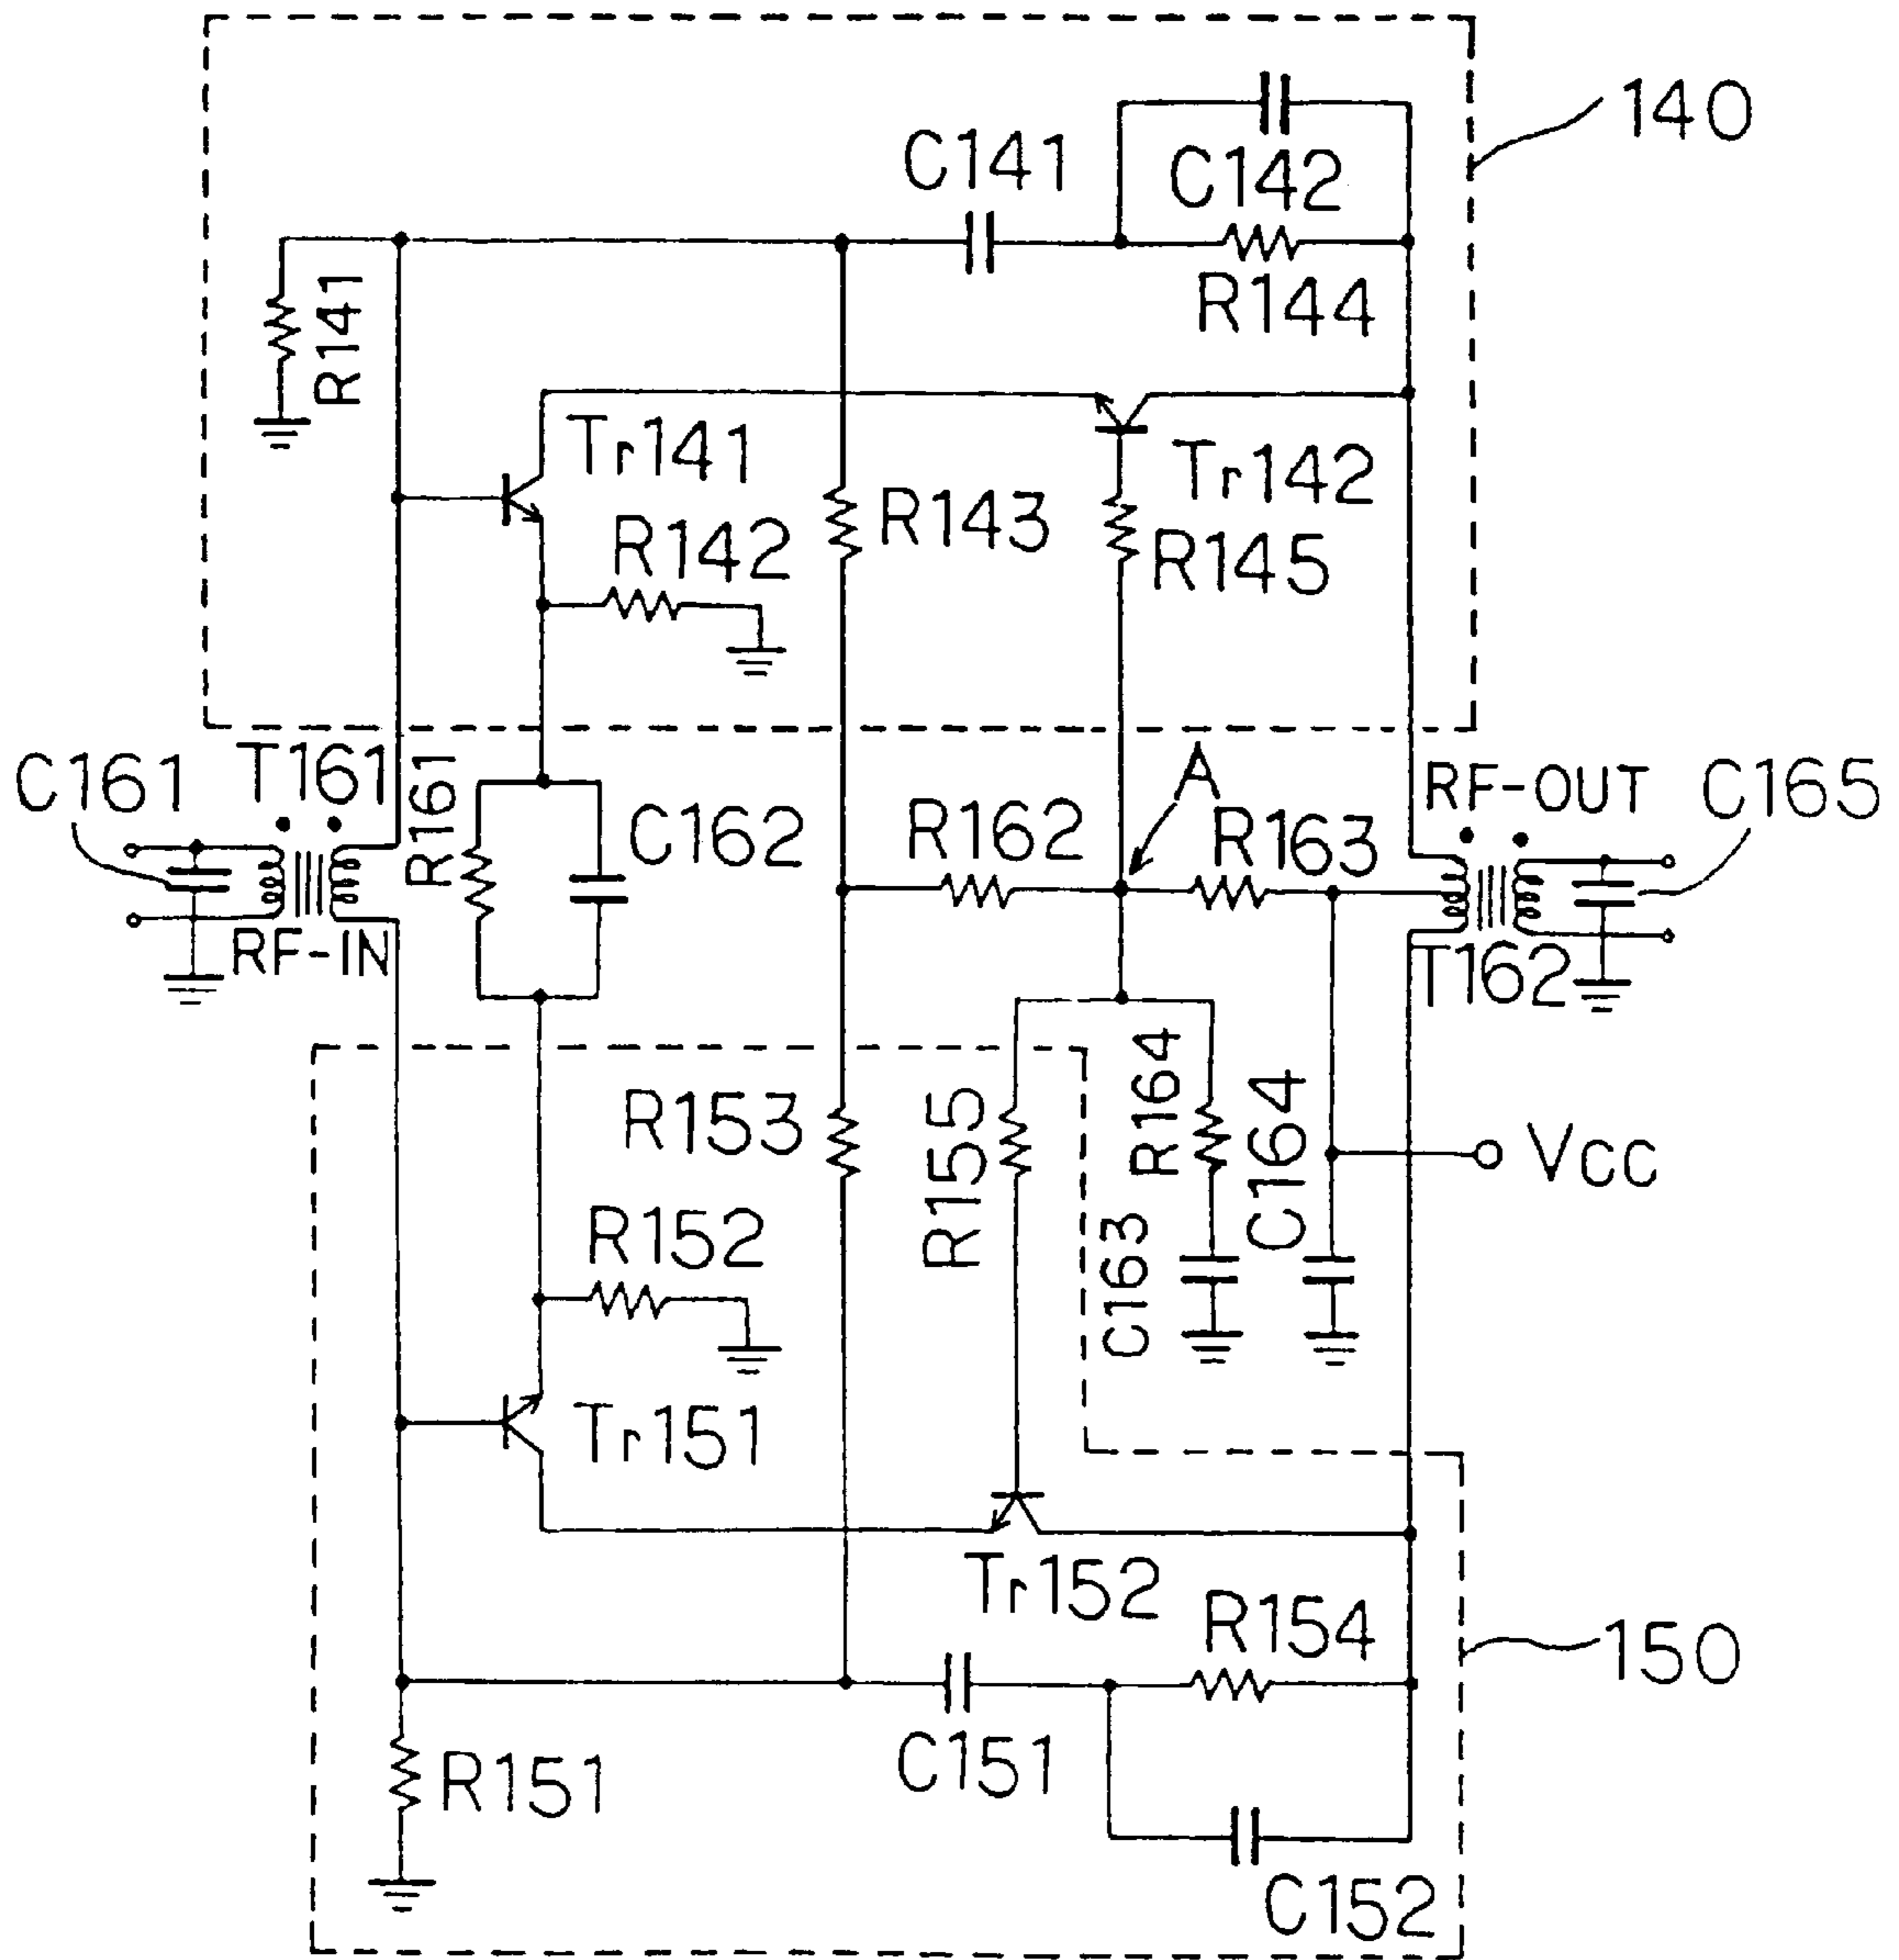 140
C141
C142
R144
R141
Tr141
Tr142
R143
R142
R145
C161
T161
R161
C162
R162
A
R163
RF-OUT
C165
RF-IN
T162
R153
R155
R164
C164
Vcc
R152
C163
Tr151
Tr152
R154
150
C151
R151
C152